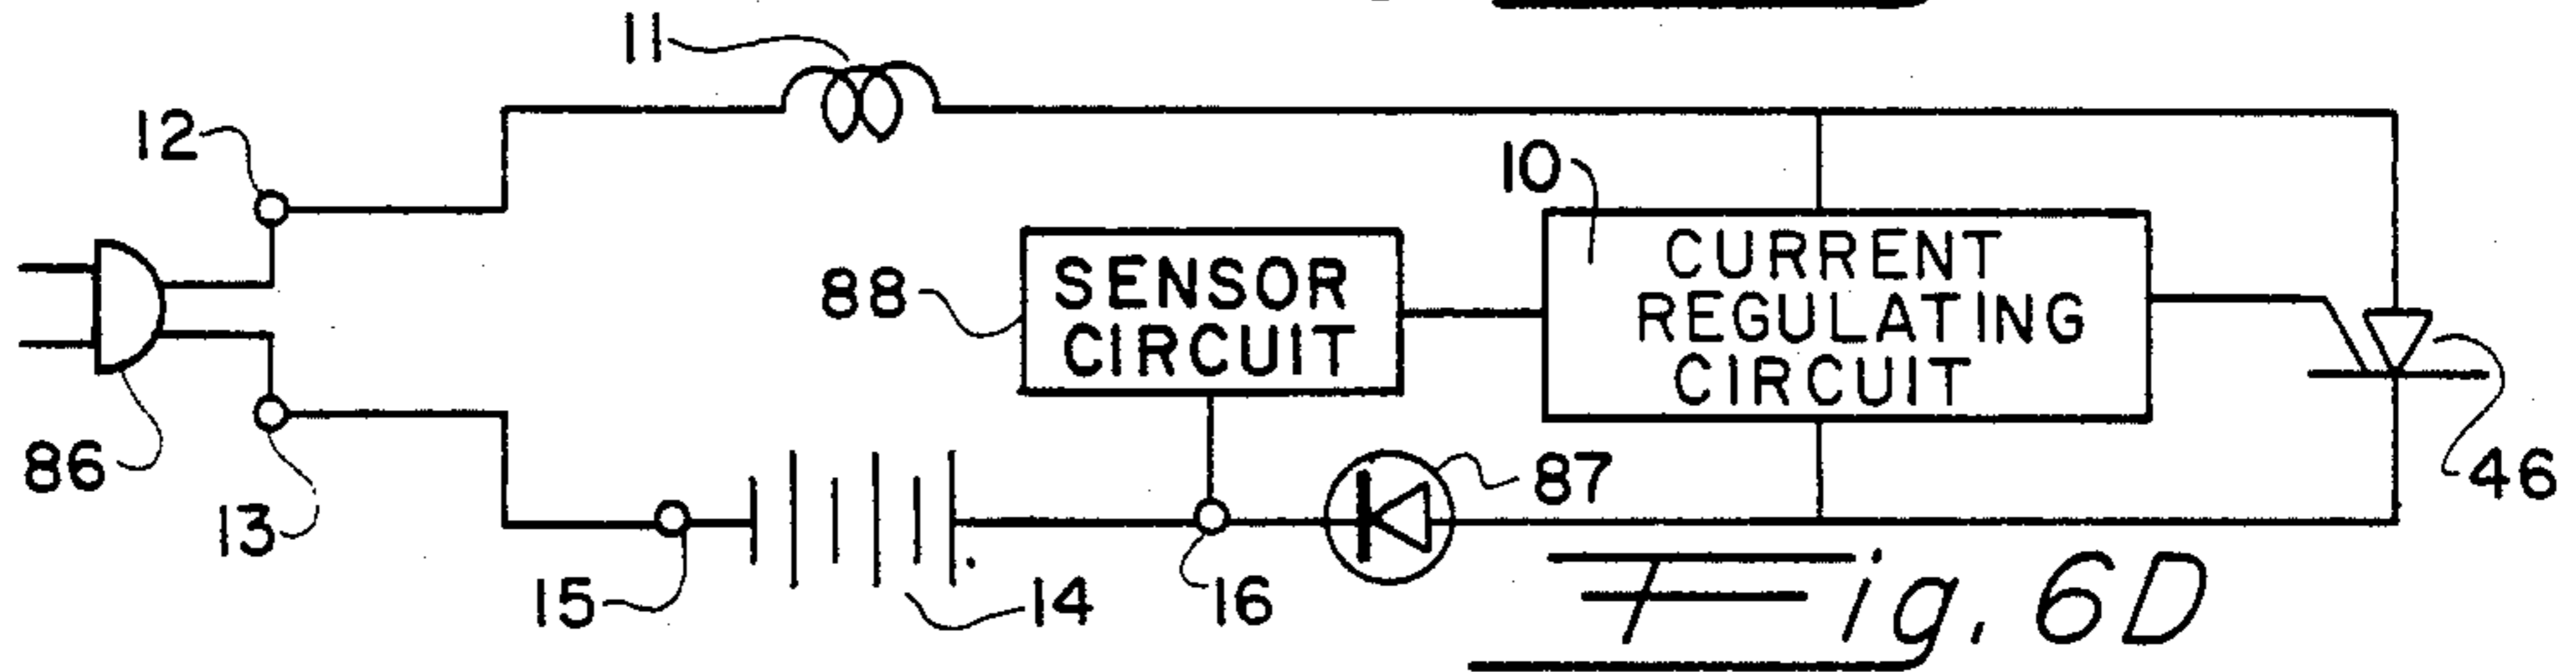 11
12
10
CURRENT
REGULATING
CIRCUIT
88
SENSOR
CIRCUIT
86
13
15
14
16
87
46
Fig. 6D